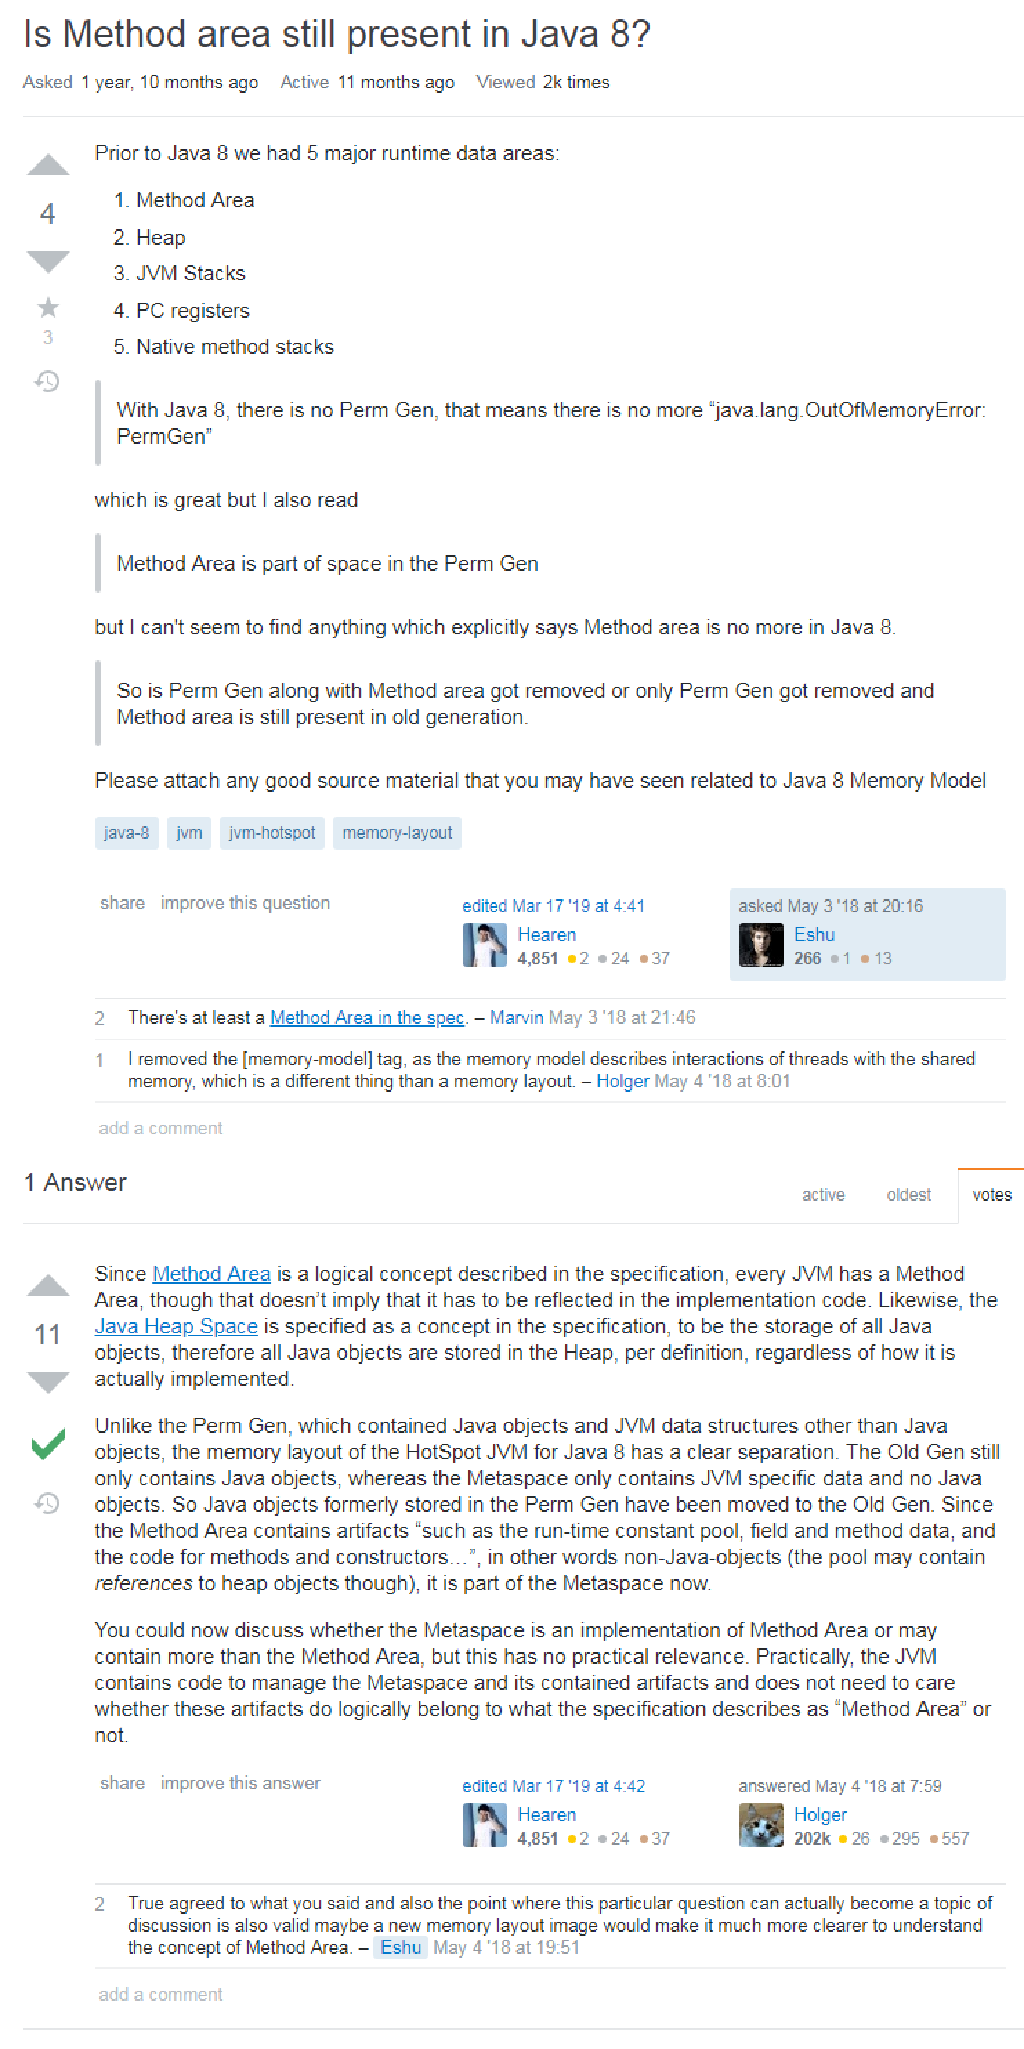 Is Method area still present in Java 8?
Asked 1 year, 10 months ago Active 11 months ago Viewed 2k times
Prior to Java 8 we had 5 major runtime data areas:
4
1. Method Area
2. Heap
3. JVM Stacks
4. PC registers
5. Native method stacks
3
With Java 8, there is no Perm Gen, that means there is no more “java.lang.OutOfMemoryError:
PermGen”
which is great but I also read
Method Area is part of space in the Perm Gen
but I can't seem to find anything which explicitly says Method area is no more in Java 8.
So is Perm Gen along with Method area got removed or only Perm Gen got removed and
Method area is still present in old generation.
Please attach any good source material that you may have seen related to Java 8 Memory Model
java-8 jvm jvm-hotspot memory-layout
share improve this question
edited Mar 17 '19 at 4:41
Hearen
4,851 2 24 37
asked May 3 '18 at 20:16
Eshu
266 1 13
2 There's at least a Method Area in the spec. – Marvin May 3 '18 at 21:46
1 I removed the [memory-model] tag, as the memory model describes interactions of threads with the shared
memory, which is a different thing than a memory layout. – Holger May 4 '18 at 8:01
add a comment
1 Answer
active oldest votes
Since Method Area is a logical concept described in the specification, every JVM has a Method
Area, though that doesn’t imply that it has to be reflected in the implementation code. Likewise, the
Java Heap Space is specified as a concept in the specification, to be the storage of all Java
objects, therefore all Java objects are stored in the Heap, per definition, regardless of how it is
actually implemented.
11
Unlike the Perm Gen, which contained Java objects and JVM data structures other than Java
objects, the memory layout of the HotSpot JVM for Java 8 has a clear separation. The Old Gen still
only contains Java objects, whereas the Metaspace only contains JVM specific data and no Java
objects. So Java objects formerly stored in the Perm Gen have been moved to the Old Gen. Since
the Method Area contains artifacts “such as the run-time constant pool, field and method data, and
the code for methods and constructors…”, in other words non-Java-objects (the pool may contain
references to heap objects though), it is part of the Metaspace now.
You could now discuss whether the Metaspace is an implementation of Method Area or may
contain more than the Method Area, but this has no practical relevance. Practically, the JVM
contains code to manage the Metaspace and its contained artifacts and does not need to care
whether these artifacts do logically belong to what the specification describes as “Method Area” or
not.
share improve this answer
edited Mar 17 '19 at 4:42
Hearen
4,851 2 24 37
answered May 4 '18 at 7:59
Holger
202k 26 295 557
2 True agreed to what you said and also the point where this particular question can actually become a topic of
discussion is also valid maybe a new memory layout image would make it much more clearer to understand
the concept of Method Area. – Eshu May 4 '18 at 19:51
add a comment